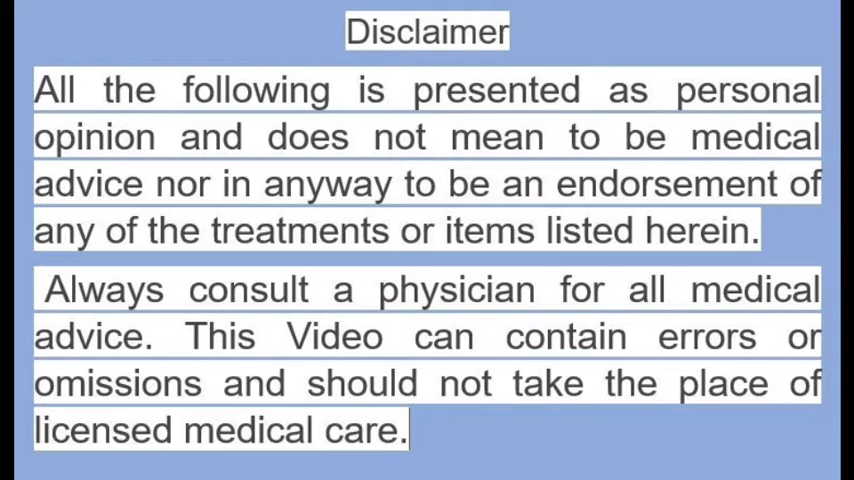 Disclaimer
All the following is presented as personal
opinion and does not mean to be medical
advice nor in anyway to be an endorsement of
any of the treatments or items listed herein.
Always consult a physician for all medical
advice. This Video can contain errors or
omissions and should not take the place of
licensed medical care.